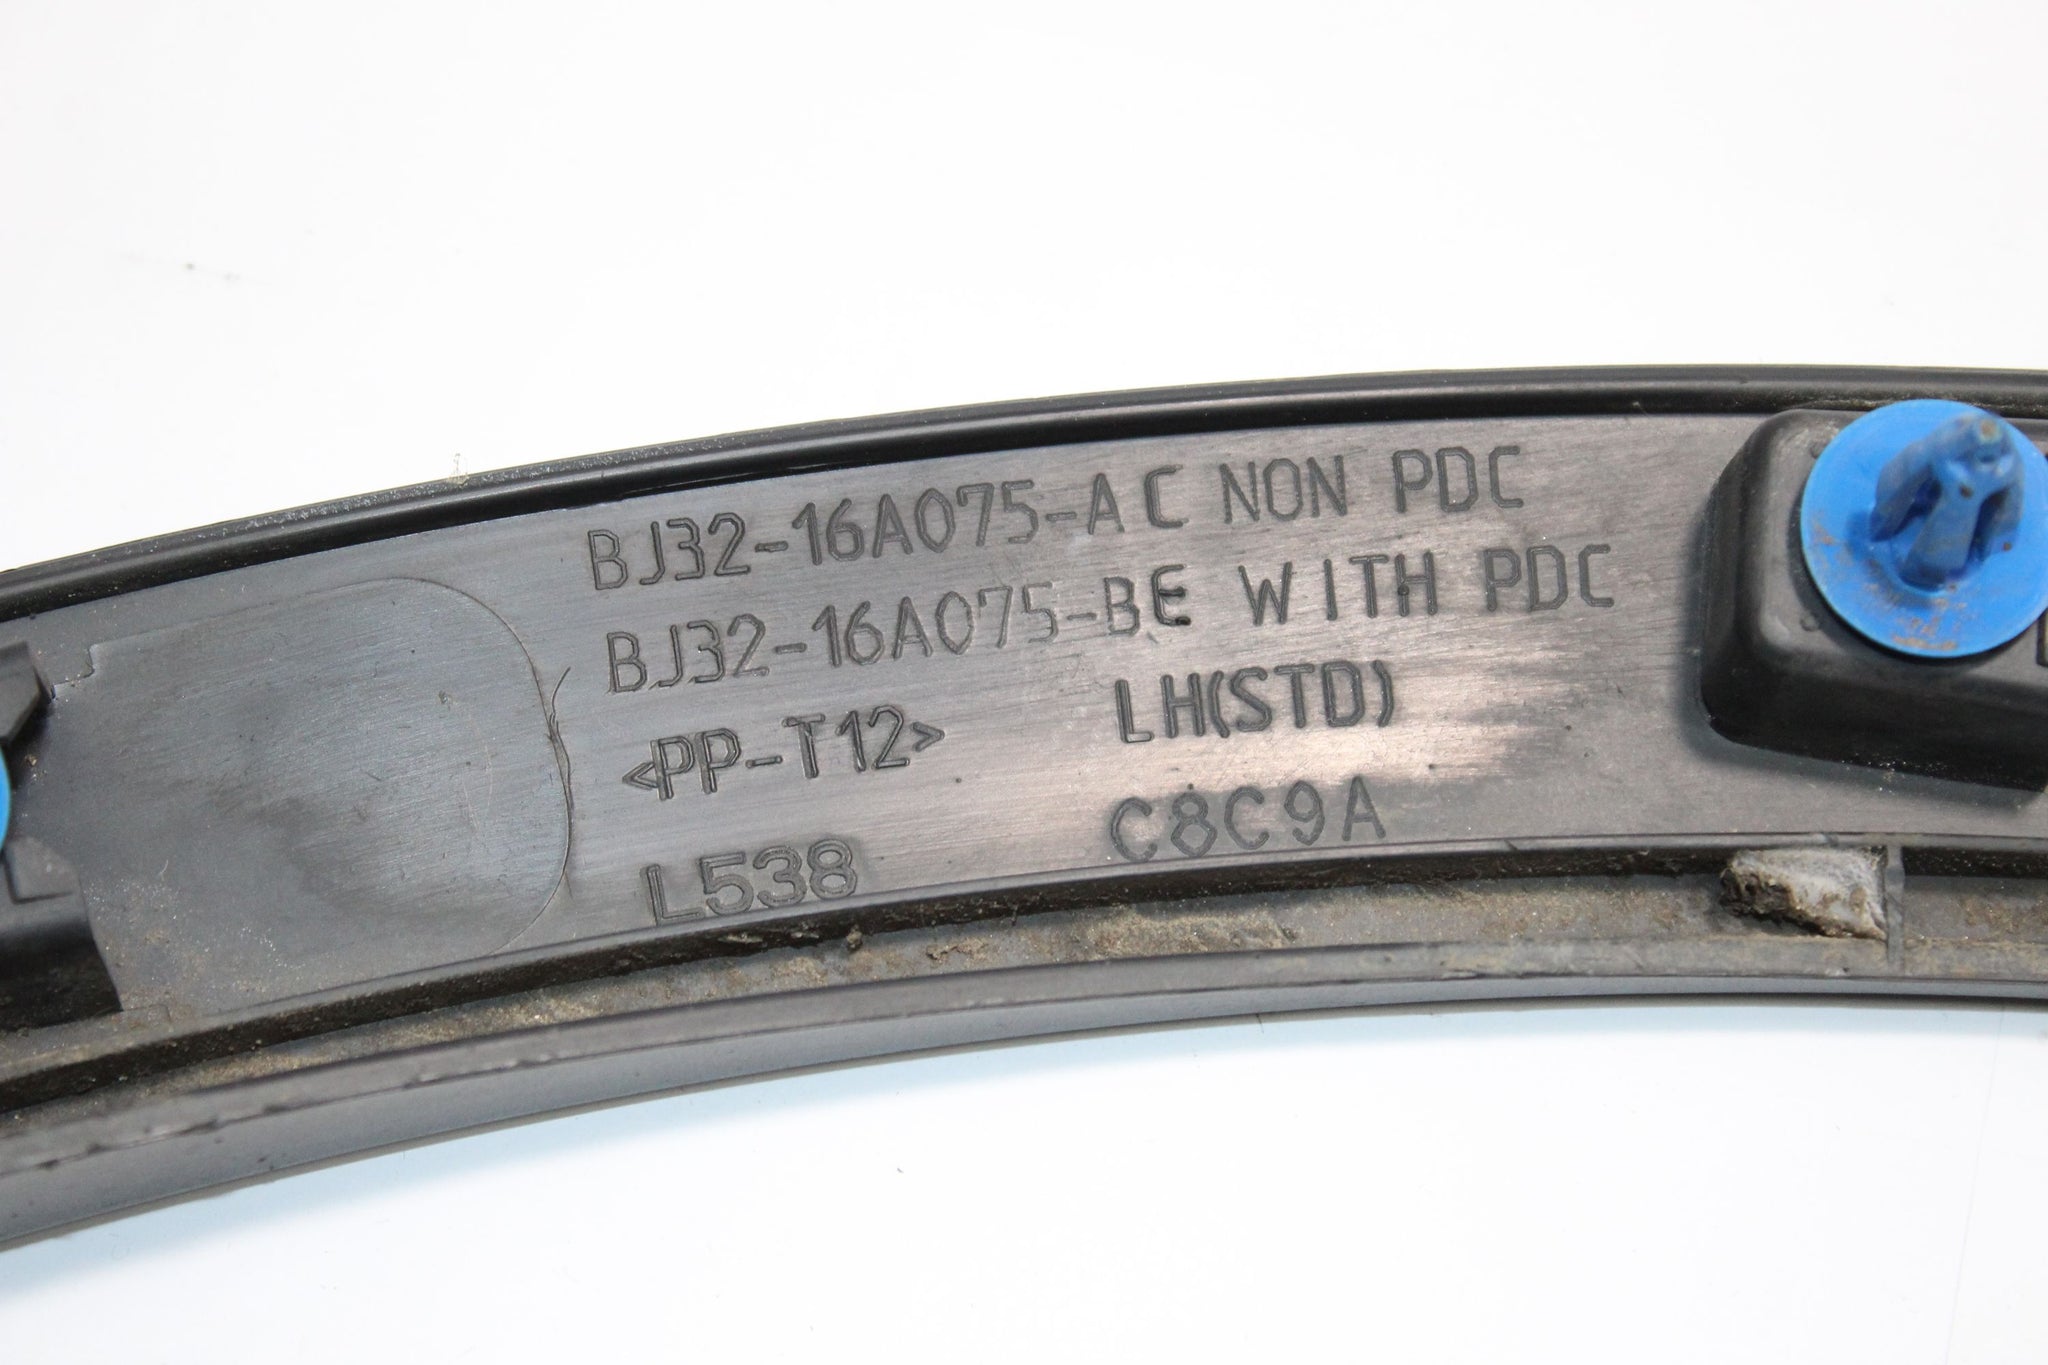 BJ32-16A075-AC NON PDC
BJ32-16A075-BE WITH PDC
<PP-T12> LH(STD)
L538 C8C9A